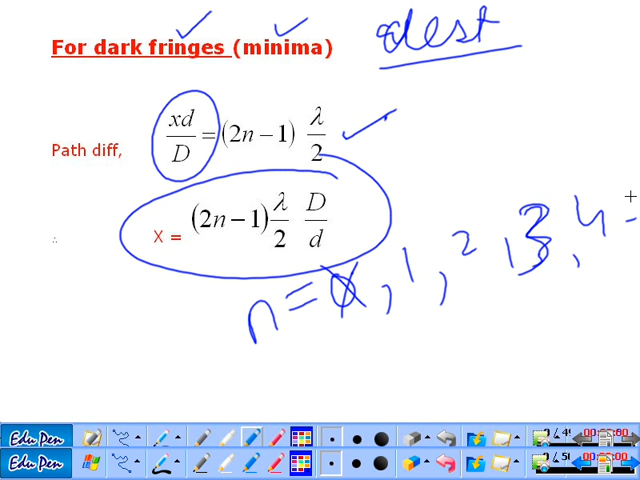 For dark fringes (minima)
dest
xd/D = (2n − 1) λ/2
Path diff,
∴ X = (2n − 1) λ/2 D/d
n = 0, 1, 2, 3, 4
Edu Pen
Edu Pen